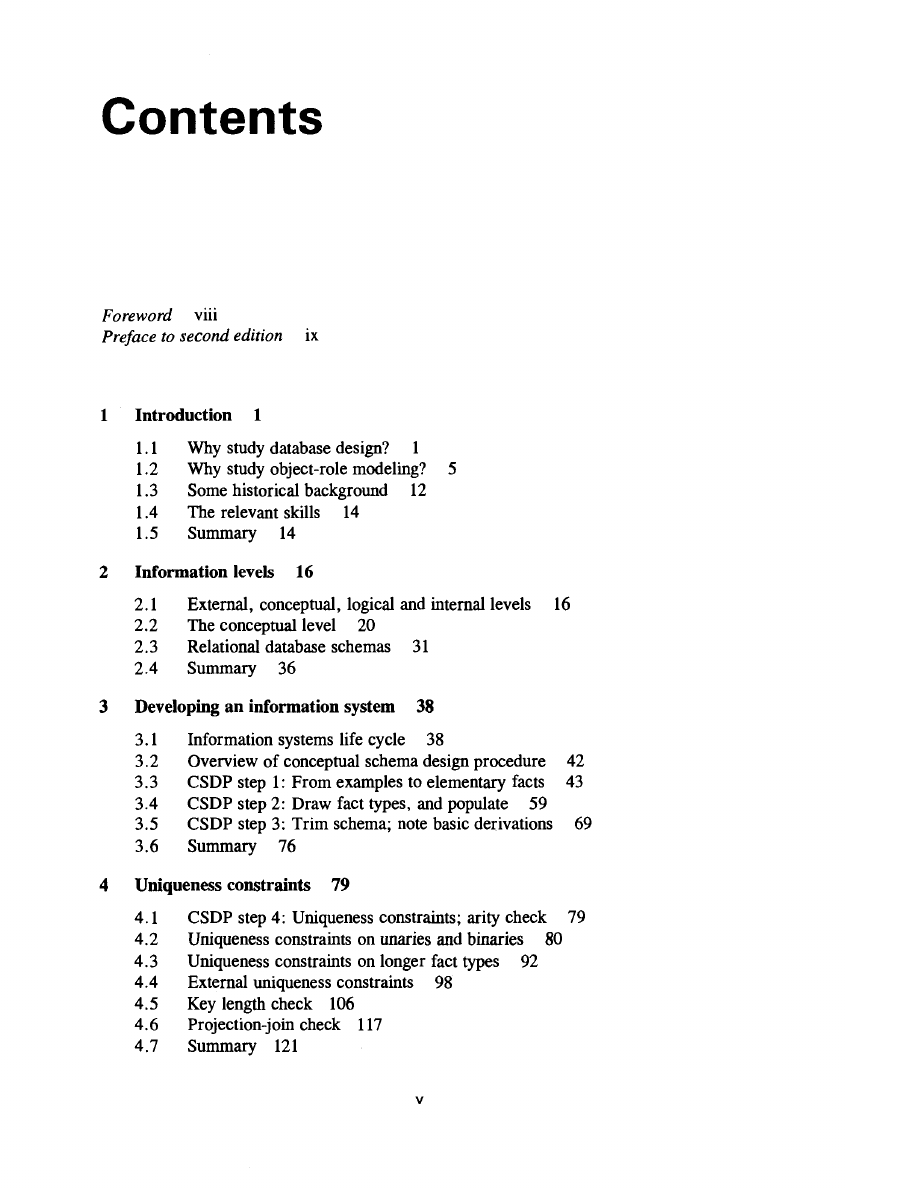 Contents
Foreword viii
Preface to second edition ix
1 Introduction 1
1.1 Why study database design? 1
1.2 Why study object-role modeling? 5
1.3 Some historical background 12
1.4 The relevant skills 14
1.5 Summary 14
2 Information levels 16
2.1 External, conceptual, logical and internal levels 16
2.2 The conceptual level 20
2.3 Relational database schemas 31
2.4 Summary 36
3 Developing an information system 38
3.1 Information systems life cycle 38
3.2 Overview of conceptual schema design procedure 42
3.3 CSDP step 1: From examples to elementary facts 43
3.4 CSDP step 2: Draw fact types, and populate 59
3.5 CSDP step 3: Trim schema; note basic derivations 69
3.6 Summary 76
4 Uniqueness constraints 79
4.1 CSDP step 4: Uniqueness constraints; arity check 79
4.2 Uniqueness constraints on unaries and binaries 80
4.3 Uniqueness constraints on longer fact types 92
4.4 External uniqueness constraints 98
4.5 Key length check 106
4.6 Projection-join check 117
4.7 Summary 121
v